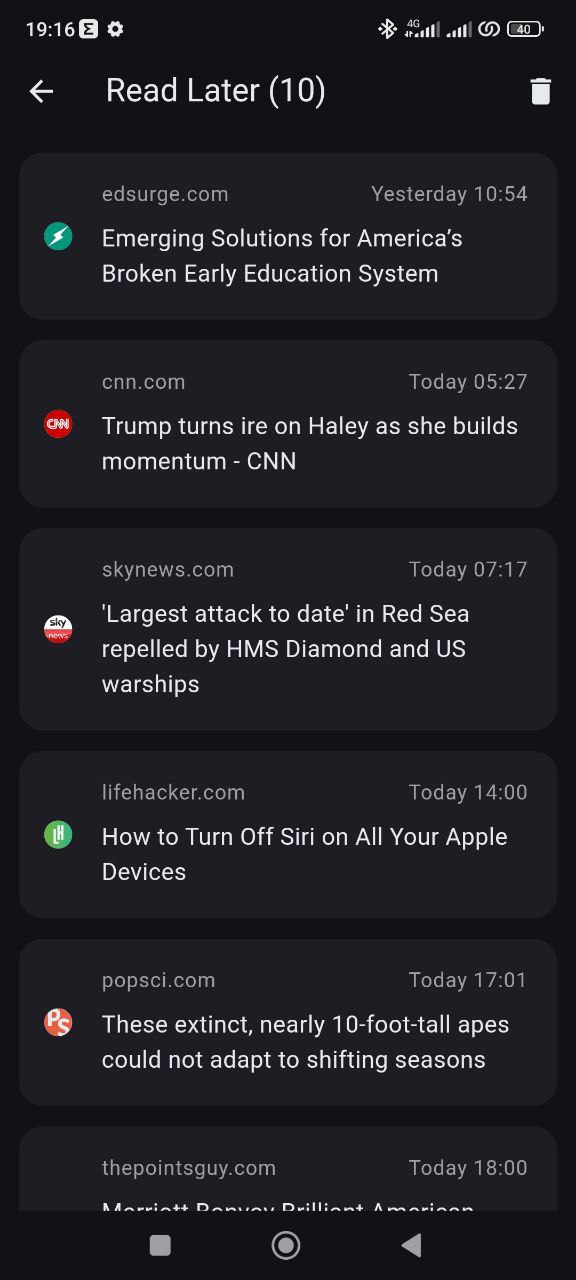 19:16
4G
40
Read Later (10)
edsurge.com Yesterday 10:54
Emerging Solutions for America’s
Broken Early Education System
cnn.com Today 05:27
CNN
Trump turns ire on Haley as she builds
momentum - CNN
skynews.com Today 07:17
'Largest attack to date' in Red Sea
sky
news
repelled by HMS Diamond and US
warships
lifehacker.com Today 14:00
LH
How to Turn Off Siri on All Your Apple
Devices
popsci.com Today 17:01
PS
These extinct, nearly 10-foot-tall apes
could not adapt to shifting seasons
thepointsguy.com Today 18:00
Marriott Bonvoy Brilliant American